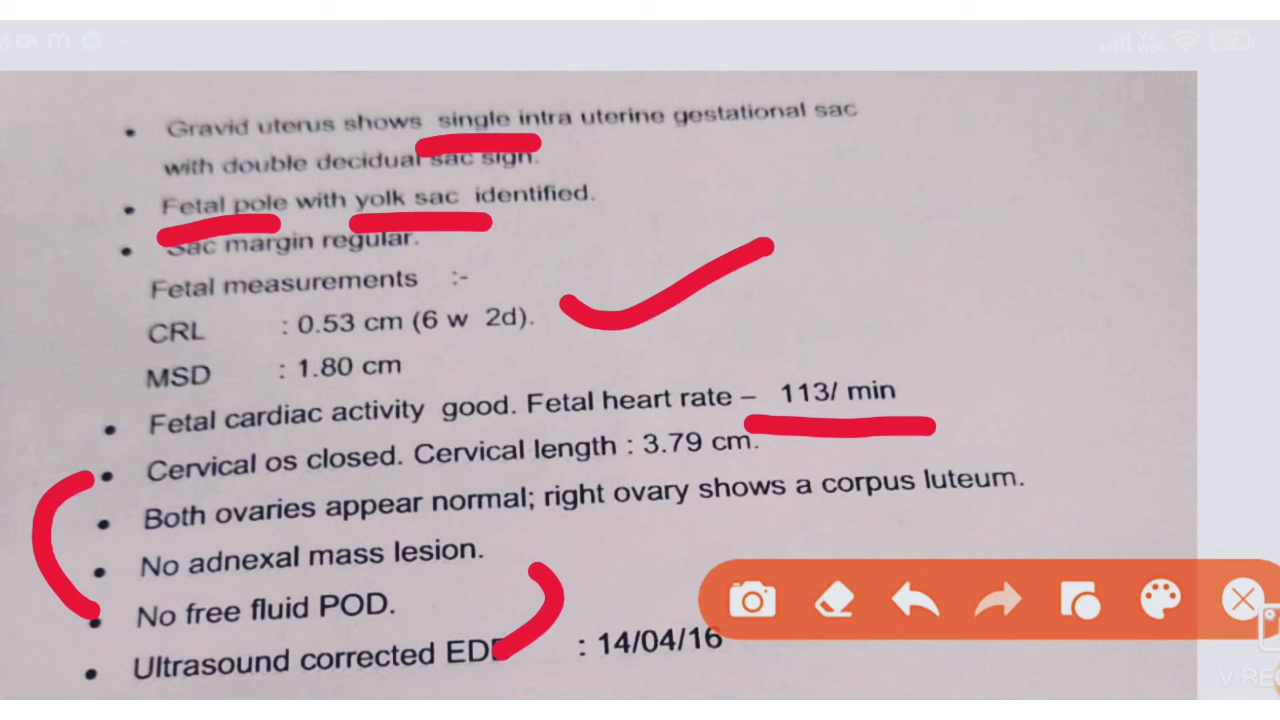 • Gravid uterus shows single intra uterine gestational sac
with double decidual sac sign.
• Fetal pole with yolk sac identified.
• Sac margin regular.
Fetal measurements :-
CRL : 0.53 cm (6 w 2d).
MSD : 1.80 cm
• Fetal cardiac activity good. Fetal heart rate – 113/ min
• Cervical os closed. Cervical length : 3.79 cm.
• Both ovaries appear normal; right ovary shows a corpus luteum.
• No adnexal mass lesion.
• No free fluid POD.
• Ultrasound corrected EDD : 14/04/16
V REC